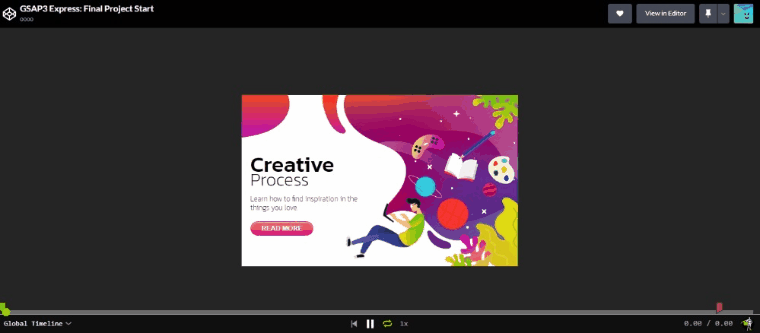 GSAP3 Express: Final Project Start
View in Editor
Creative
Process
Learn how to find inspiration in the
things you love
READ MORE
Global Timeline
1x
0.00 / 0.00